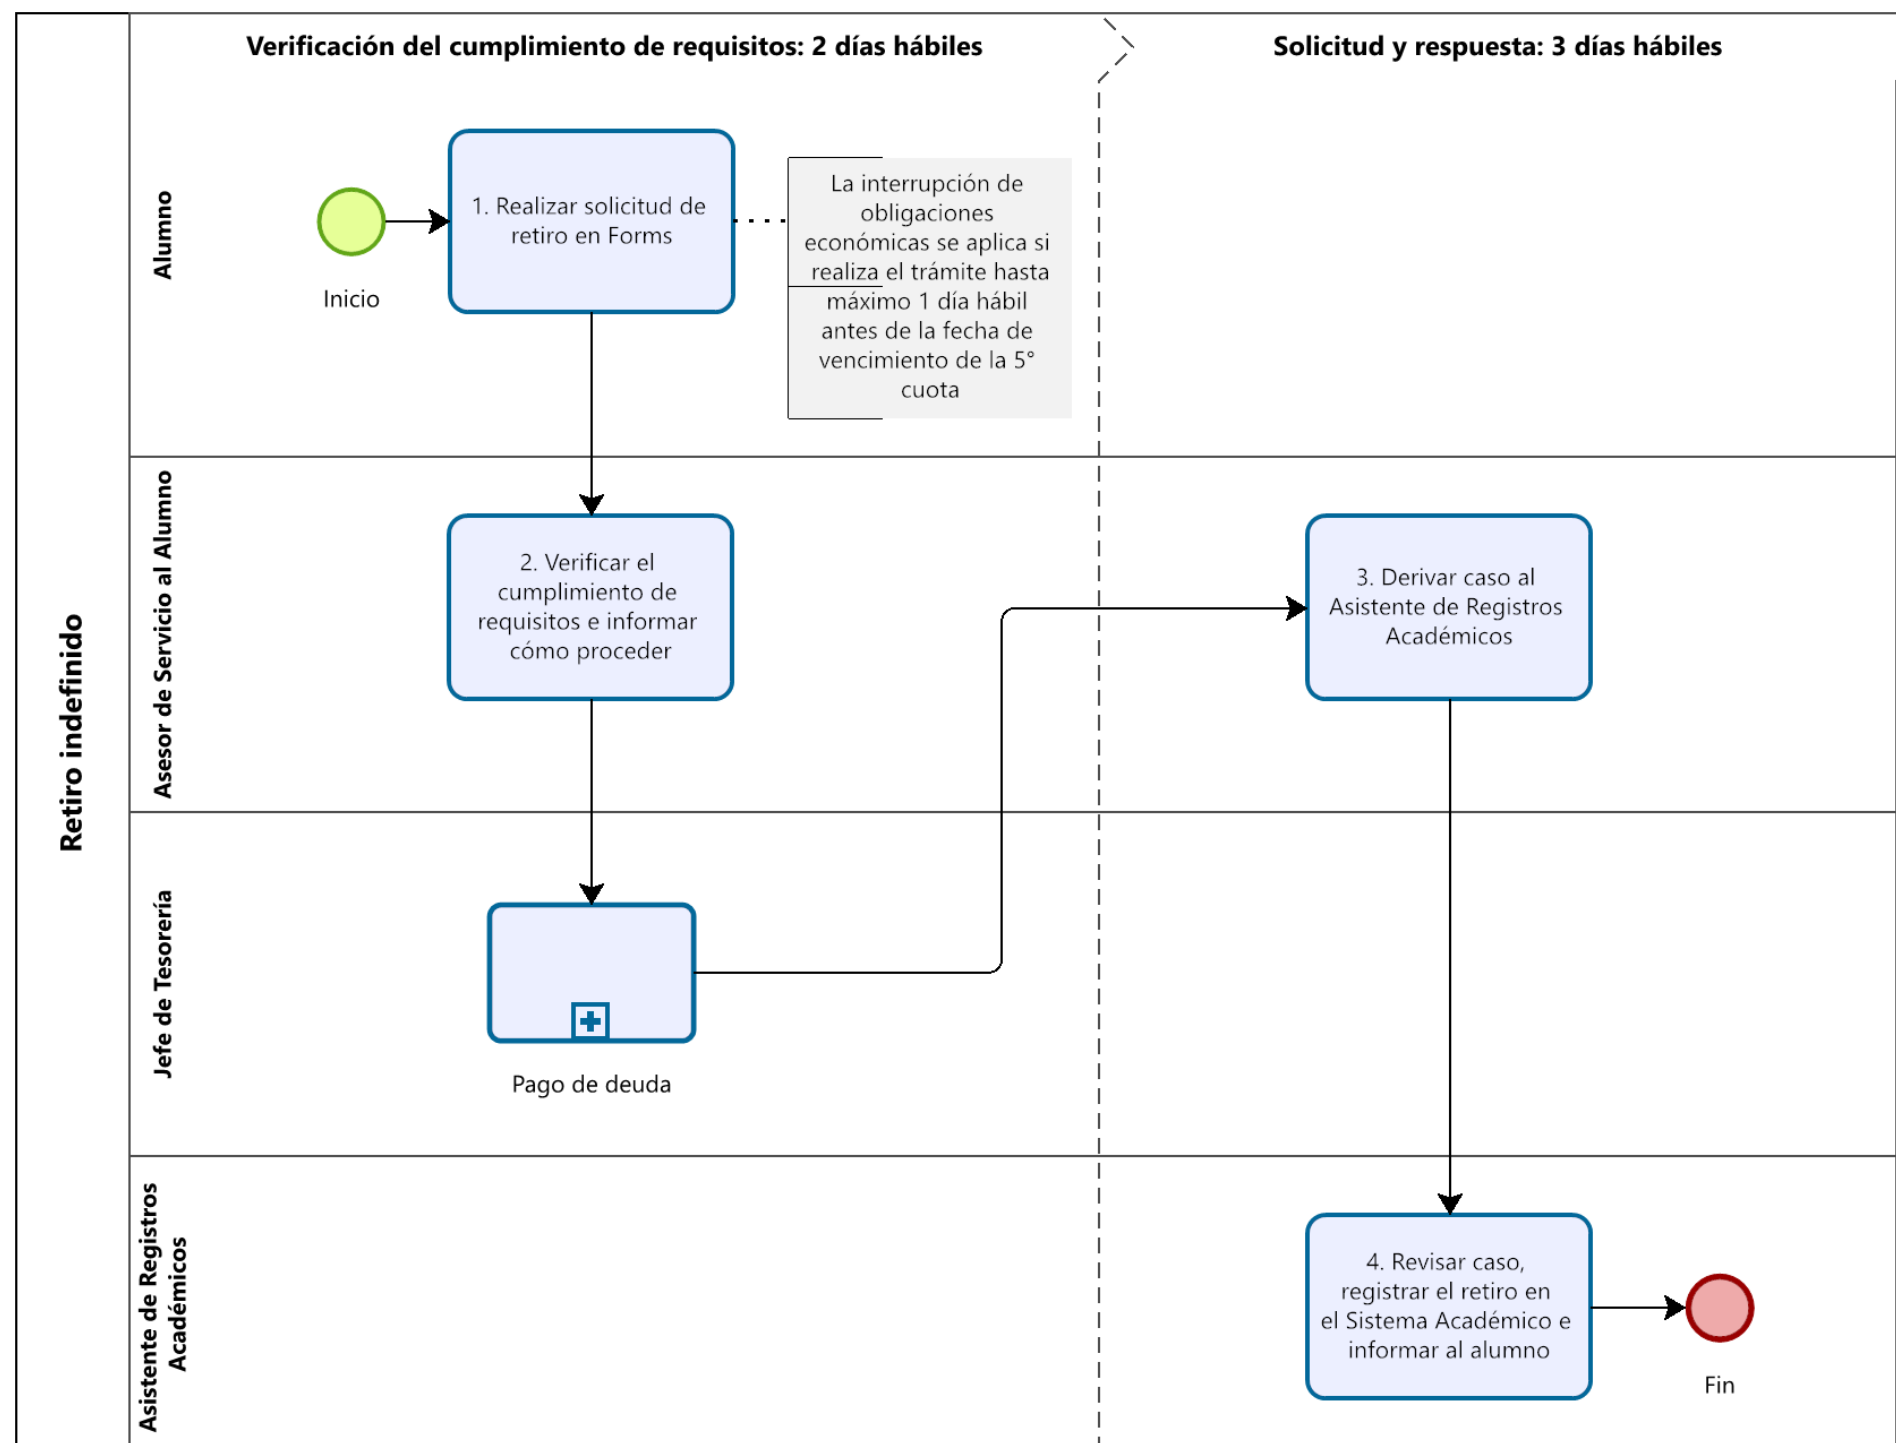 Verificación del cumplimiento de requisitos: 2 días hábiles
Solicitud y respuesta: 3 días hábiles
Retiro indefinido
Alumno
Inicio
1. Realizar solicitud de
retiro en Forms
La interrupción de
obligaciones
económicas se aplica si
realiza el trámite hasta
máximo 1 día hábil
antes de la fecha de
vencimiento de la 5°
cuota
Asesor de Servicio al Alumno
2. Verificar el
cumplimiento de
requisitos e informar
cómo proceder
3. Derivar caso al
Asistente de Registros
Académicos
Jefe de Tesorería
Pago de deuda
Asistente de Registros
Académicos
4. Revisar caso,
registrar el retiro en
el Sistema Académico e
informar al alumno
Fin